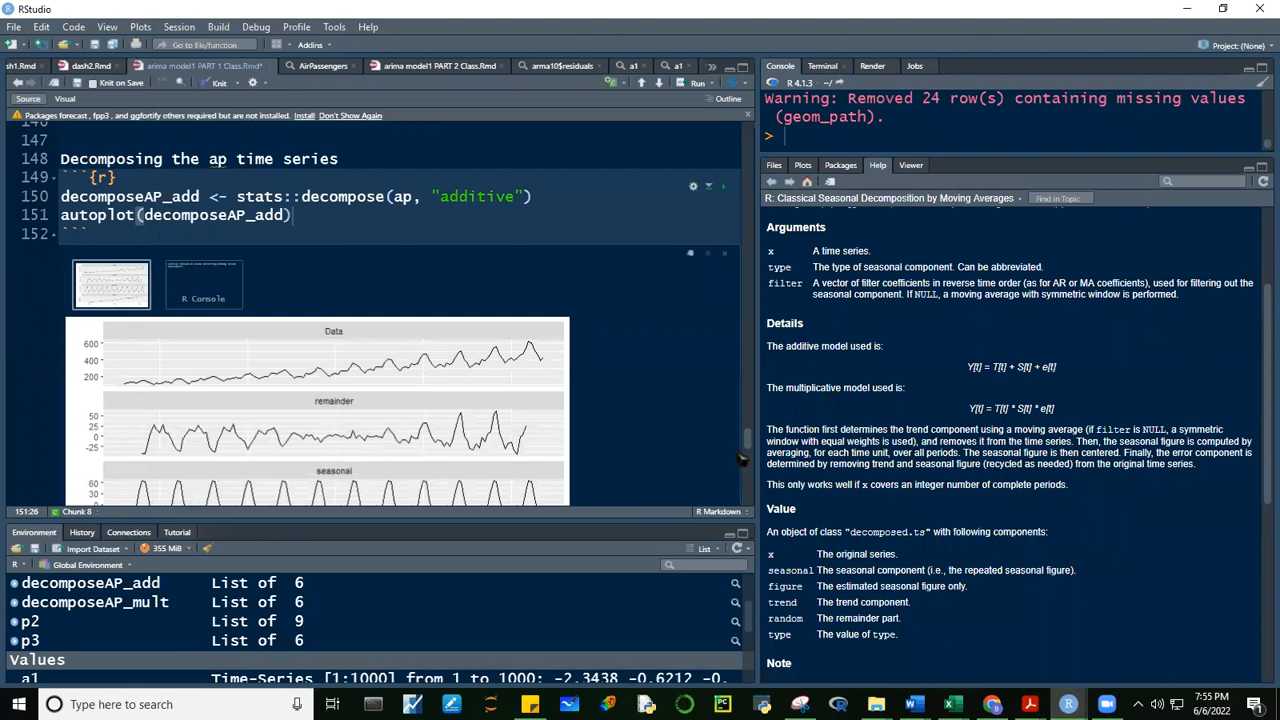 RStudio
File Edit Code View Plots Session Build Debug Profile Tools Help
Go to file/function Addins Project: (None)
sh1.Rmd dash2.Rmd arima model1 PART 1 Class.Rmd* AirPassengers arima model1 PART 2 Class.Rmd arma10$residuals a1 a1
Knit on Save Knit Run
Source Visual Outline
Packages forecast, fpp3, and ggfortify others required but are not installed. Install Don't Show Again
146
147
148 Decomposing the ap time series
149 ```{r}
150 decomposeAP_add <- stats::decompose(ap, "additive")
151 autoplot(decomposeAP_add)
152 ```
R Console
Data
600
400
200
remainder
50
25
0
-25
seasonal
60
30
151:26 Chunk 8 R Markdown
Environment History Connections Tutorial
Import Dataset 355 MiB List
R Global Environment
decomposeAP_add List of 6
decomposeAP_mult List of 6
p2 List of 9
p3 List of 6
Values
a1 Time-Series [1:1000] from 1 to 1000: -2.3438 -0.6212 -0.
Console Terminal Render Jobs
R 4.1.3 · ~/
Warning: Removed 24 row(s) containing missing values
(geom_path).
>
Files Plots Packages Help Viewer
R: Classical Seasonal Decomposition by Moving Averages Find in Topic
Arguments
x A time series.
type The type of seasonal component. Can be abbreviated.
filter A vector of filter coefficients in reverse time order (as for AR or MA coefficients), used for filtering out the
seasonal component. If NULL, a moving average with symmetric window is performed.
Details
The additive model used is:
Y[t] = T[t] + S[t] + e[t]
The multiplicative model used is:
Y[t] = T[t] * S[t] * e[t]
The function first determines the trend component using a moving average (if filter is NULL, a symmetric
window with equal weights is used), and removes it from the time series. Then, the seasonal figure is computed by
averaging, for each time unit, over all periods. The seasonal figure is then centered. Finally, the error component is
determined by removing trend and seasonal figure (recycled as needed) from the original time series.
This only works well if x covers an integer number of complete periods.
Value
An object of class "decomposed.ts" with following components:
x The original series.
seasonal The seasonal component (i.e., the repeated seasonal figure).
figure The estimated seasonal figure only.
trend The trend component.
random The remainder part.
type The value of type.
Note
Type here to search
7:55 PM
6/6/2022